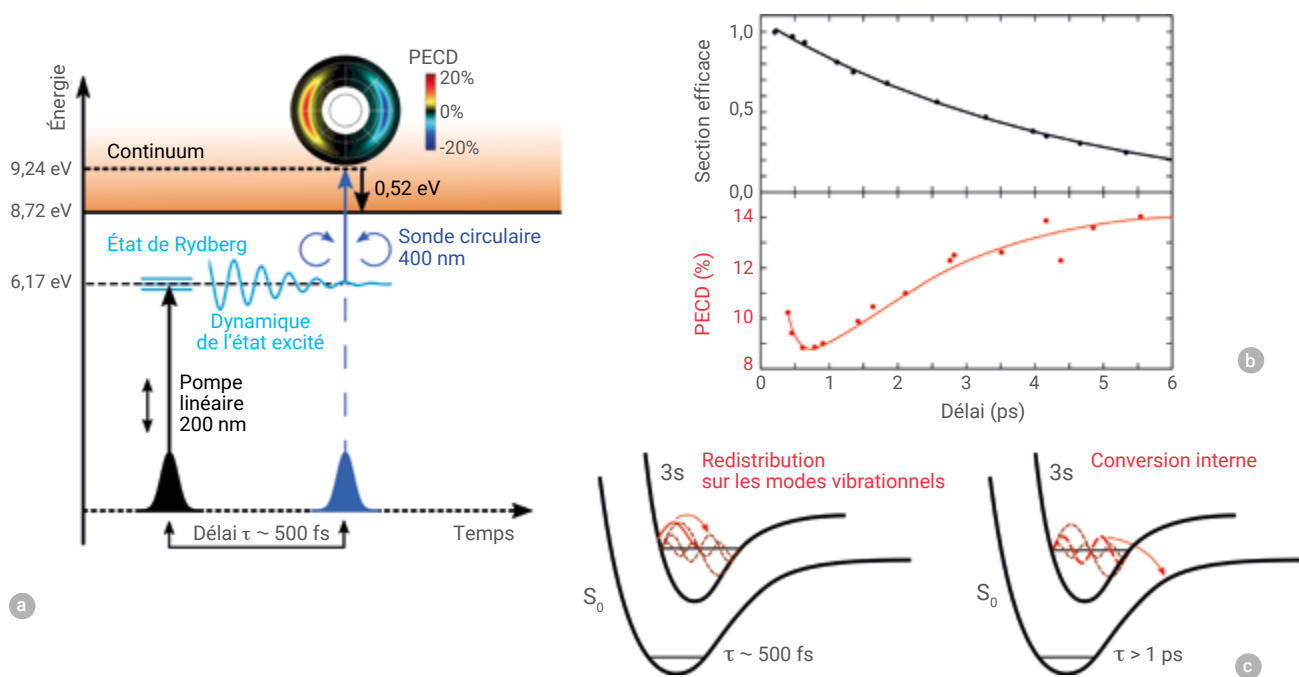 Énergie
PECD
20%
0%
-20%
Continuum
9,24 eV
0,52 eV
8,72 eV
État de Rydberg
Sonde circulaire
400 nm
6,17 eV
Dynamique
de l'état excité
Pompe
linéaire
200 nm
Délai τ ~ 500 fs
Temps
a
Section efficace
1,0
0,5
0,0
PECD (%)
14
12
10
8
0
1
2
3
4
5
6
Délai (ps)
b
3s
Redistribution
sur les modes vibrationnels
S0
τ ~ 500 fs
3s
Conversion interne
S0
τ > 1 ps
c